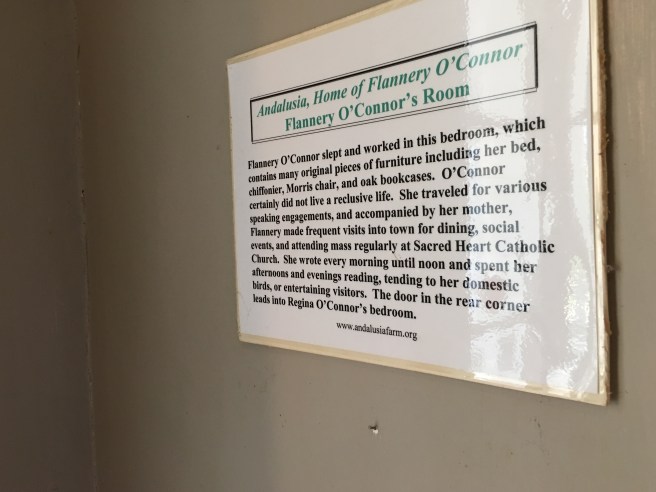 Andalusia, Home of Flannery O'Connor
Flannery O'Connor's Room
Flannery O'Connor slept and worked in this bedroom, which
contains many original pieces of furniture including her bed,
chiffonier, Morris chair, and oak bookcases. O'Connor
certainly did not live a reclusive life. She traveled for various
speaking engagements, and accompanied by her mother,
Flannery made frequent visits into town for dining, social
events, and attending mass regularly at Sacred Heart Catholic
Church. She wrote every morning until noon and spent her
afternoons and evenings reading, tending to her domestic
birds, or entertaining visitors. The door in the rear corner
leads into Regina O'Connor's bedroom.
www.andalusiafarm.org